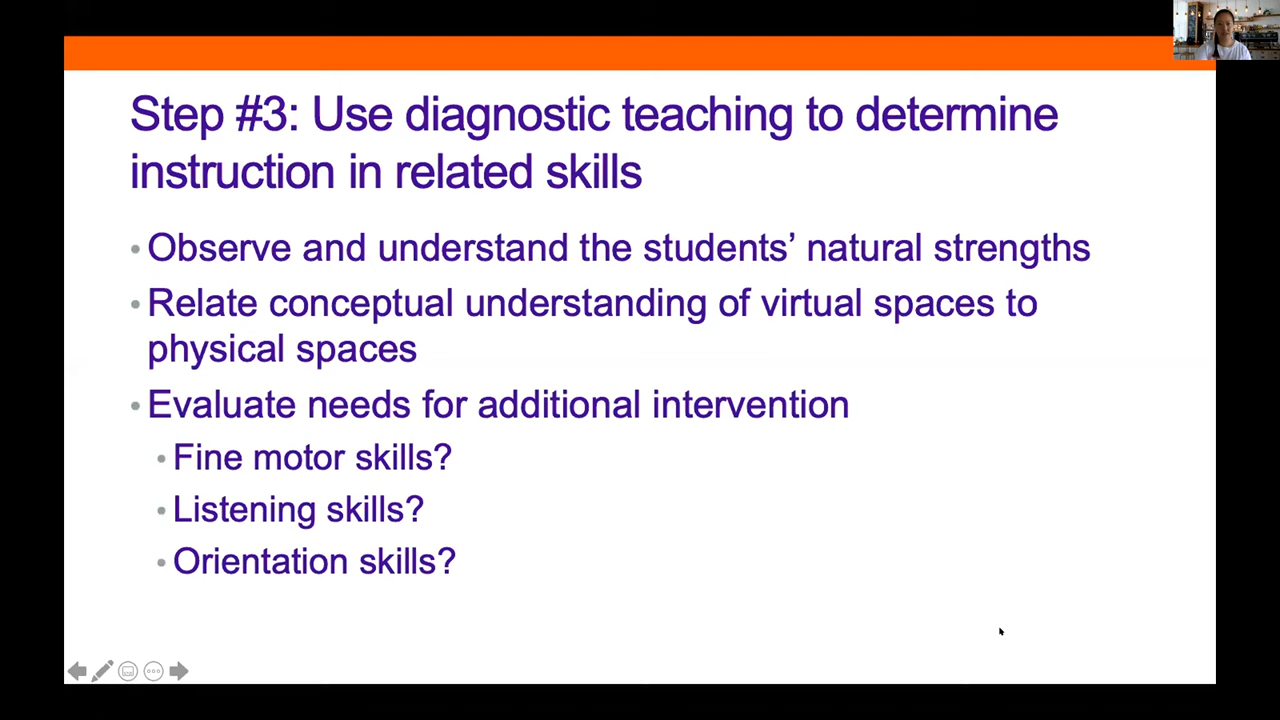 Step #3: Use diagnostic teaching to determine
instruction in related skills
• Observe and understand the students’ natural strengths
• Relate conceptual understanding of virtual spaces to
physical spaces
• Evaluate needs for additional intervention
• Fine motor skills?
• Listening skills?
• Orientation skills?